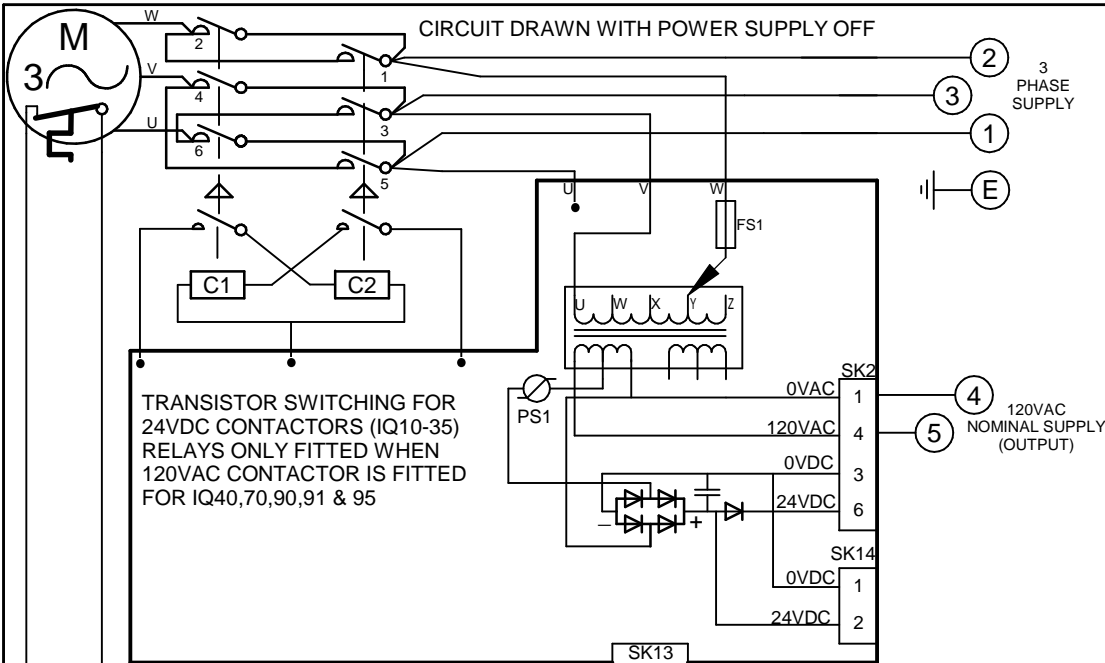 CIRCUIT DRAWN WITH POWER SUPPLY OFF
W
M
3
V
U
2
1
4
3
6
5
2
3
1
3
PHASE
SUPPLY
E
U
V
W
FS1
C1
C2
U W X Y Z
TRANSISTOR SWITCHING FOR
24VDC CONTACTORS (IQ10-35)
RELAYS ONLY FITTED WHEN
120VAC CONTACTOR IS FITTED
FOR IQ40,70,90,91 & 95
PS1
– +
SK2
0VAC 1
120VAC 4
0VDC 3
24VDC 6
4
5
120VAC
NOMINAL SUPPLY
(OUTPUT)
SK14
0VDC 1
24VDC 2
SK13